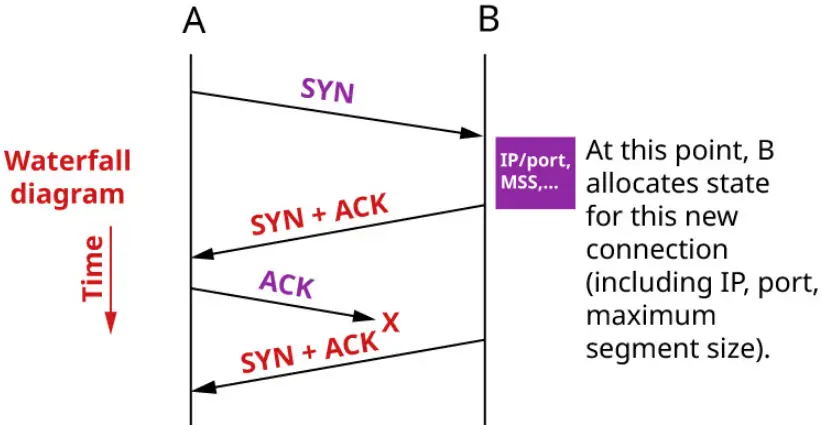 A
B
SYN
Waterfall
diagram
IP/port,
MSS,...
At this point, B
allocates state
for this new
connection
(including IP, port,
maximum
segment size).
SYN + ACK
Time
ACK
X
SYN + ACK